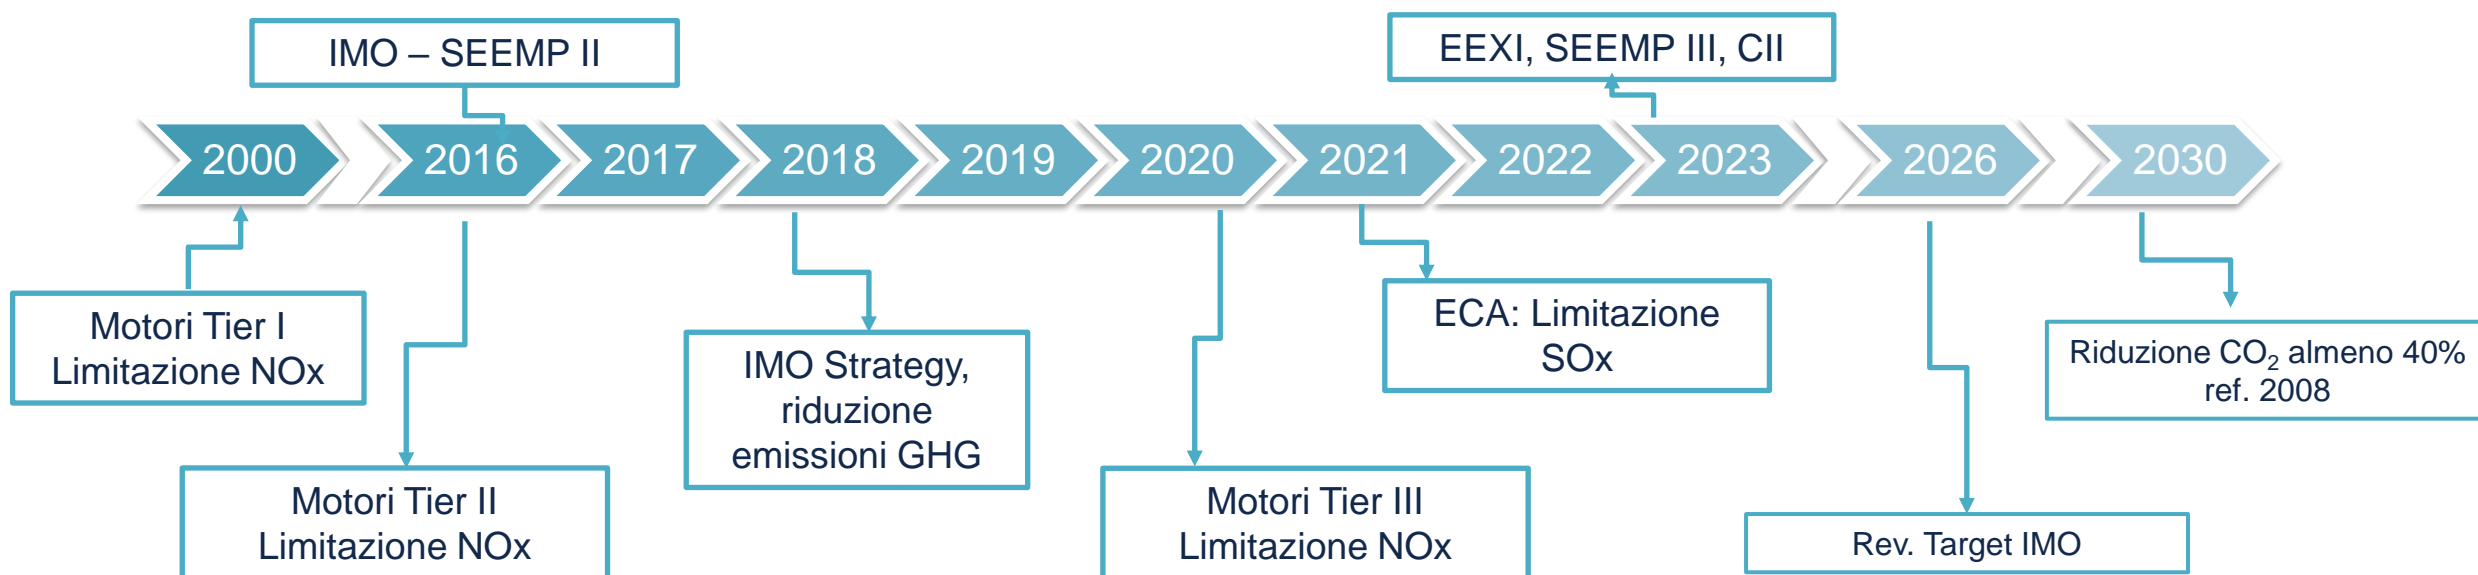 IMO – SEEMP II
EEXI, SEEMP III, CII
2000
2016
2017
2018
2019
2020
2021
2022
2023
2026
2030
Motori Tier I
Limitazione NOx
Motori Tier II
Limitazione NOx
IMO Strategy,
riduzione
emissioni GHG
Motori Tier III
Limitazione NOx
ECA: Limitazione
SOx
Rev. Target IMO
Riduzione CO₂ almeno 40%
ref. 2008